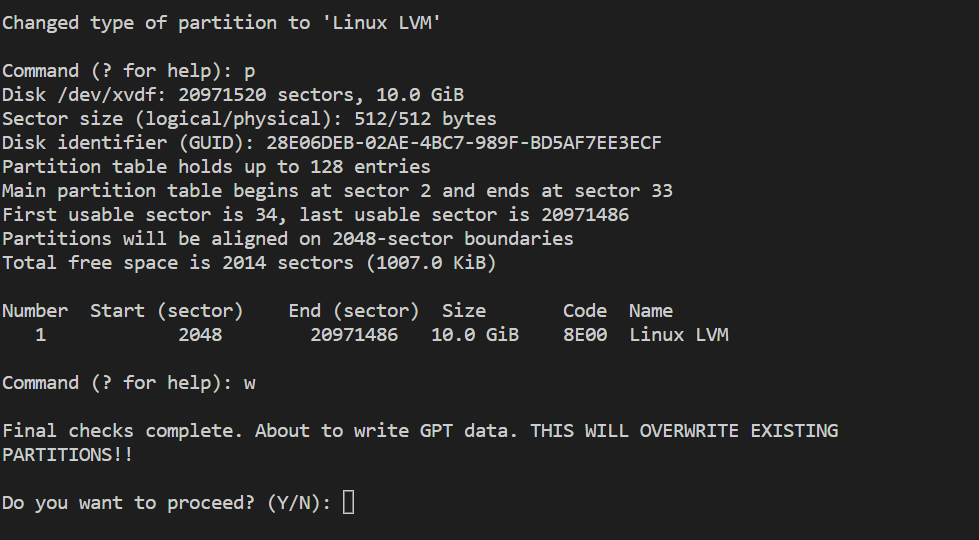 Changed type of partition to 'Linux LVM'
Command (? for help): p
Disk /dev/xvdf: 20971520 sectors, 10.0 GiB
Sector size (logical/physical): 512/512 bytes
Disk identifier (GUID): 28E06DEB-02AE-4BC7-989F-BD5AF7EE3ECF
Partition table holds up to 128 entries
Main partition table begins at sector 2 and ends at sector 33
First usable sector is 34, last usable sector is 20971486
Partitions will be aligned on 2048-sector boundaries
Total free space is 2014 sectors (1007.0 KiB)
Number  Start (sector)    End (sector)  Size       Code  Name
   1            2048        20971486   10.0 GiB    8E00  Linux LVM
Command (? for help): w
Final checks complete. About to write GPT data. THIS WILL OVERWRITE EXISTING
PARTITIONS!!
Do you want to proceed? (Y/N):